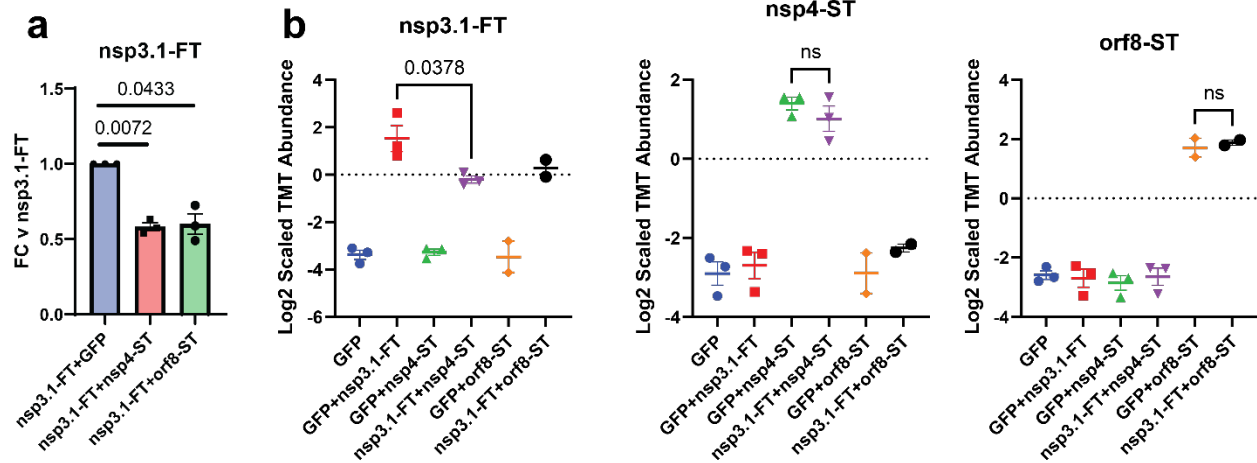 a
nsp3.1-FT
FC v nsp3.1-FT
1.5
1.0
0.5
0.0
0.0433
0.0072
nsp3.1-FT+GFP
nsp3.1-FT+nsp4-ST
nsp3.1-FT+orf8-ST
b
nsp3.1-FT
Log2 Scaled TMT Abundance
4
2
0
-2
-4
-6
0.0378
GFP
GFP+nsp3.1-FT
GFP+nsp4-ST
nsp3.1-FT+nsp4-ST
GFP+orf8-ST
nsp3.1-FT+orf8-ST
nsp4-ST
Log2 Scaled TMT Abundance
2
0
-2
-4
ns
GFP
GFP+nsp3.1-FT
GFP+nsp4-ST
nsp3.1-FT+nsp4-ST
GFP+orf8-ST
nsp3.1-FT+orf8-ST
orf8-ST
Log2 Scaled TMT Abundance
4
2
0
-2
-4
ns
GFP
GFP+nsp3.1-FT
GFP+nsp4-ST
nsp3.1-FT+nsp4-ST
GFP+orf8-ST
nsp3.1-FT+orf8-ST